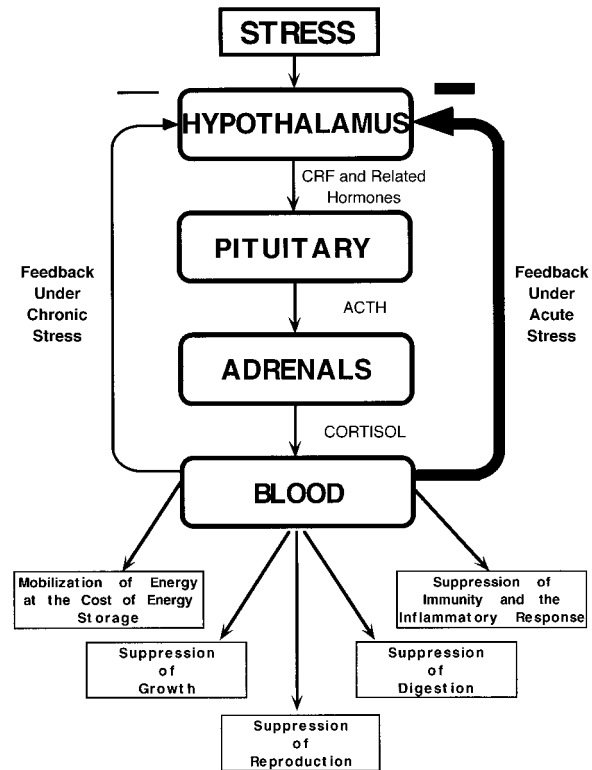 STRESS
HYPOTHALAMUS
CRF and Related
Hormones
PITUITARY
Feedback
Under
Chronic
Stress
Feedback
Under
Acute
Stress
ACTH
ADRENALS
CORTISOL
BLOOD
Mobilization of Energy
at the Cost of Energy
Storage
Suppression of
Immunity and the
Inflammatory Response
Suppression
of
Growth
Suppression
of
Digestion
Suppression
of
Reproduction